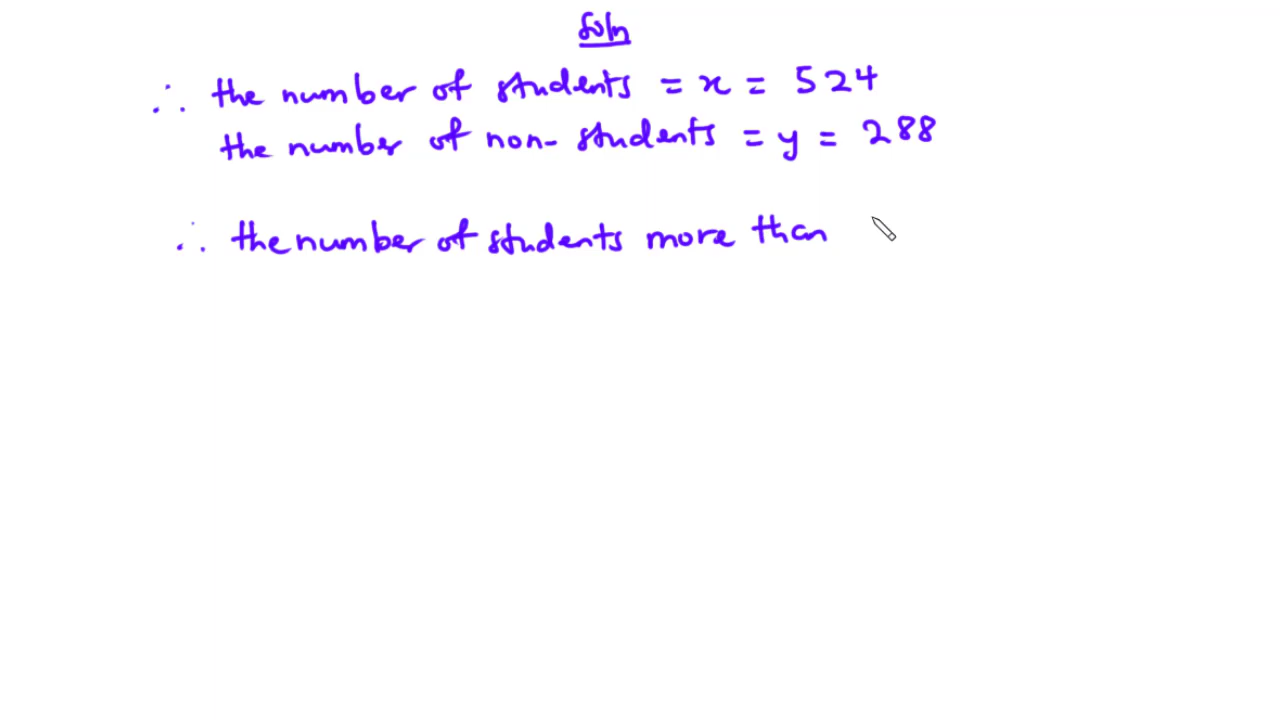 Soln
∴ the number of students = x = 524
the number of non-students = y = 288
∴ the number of students more than